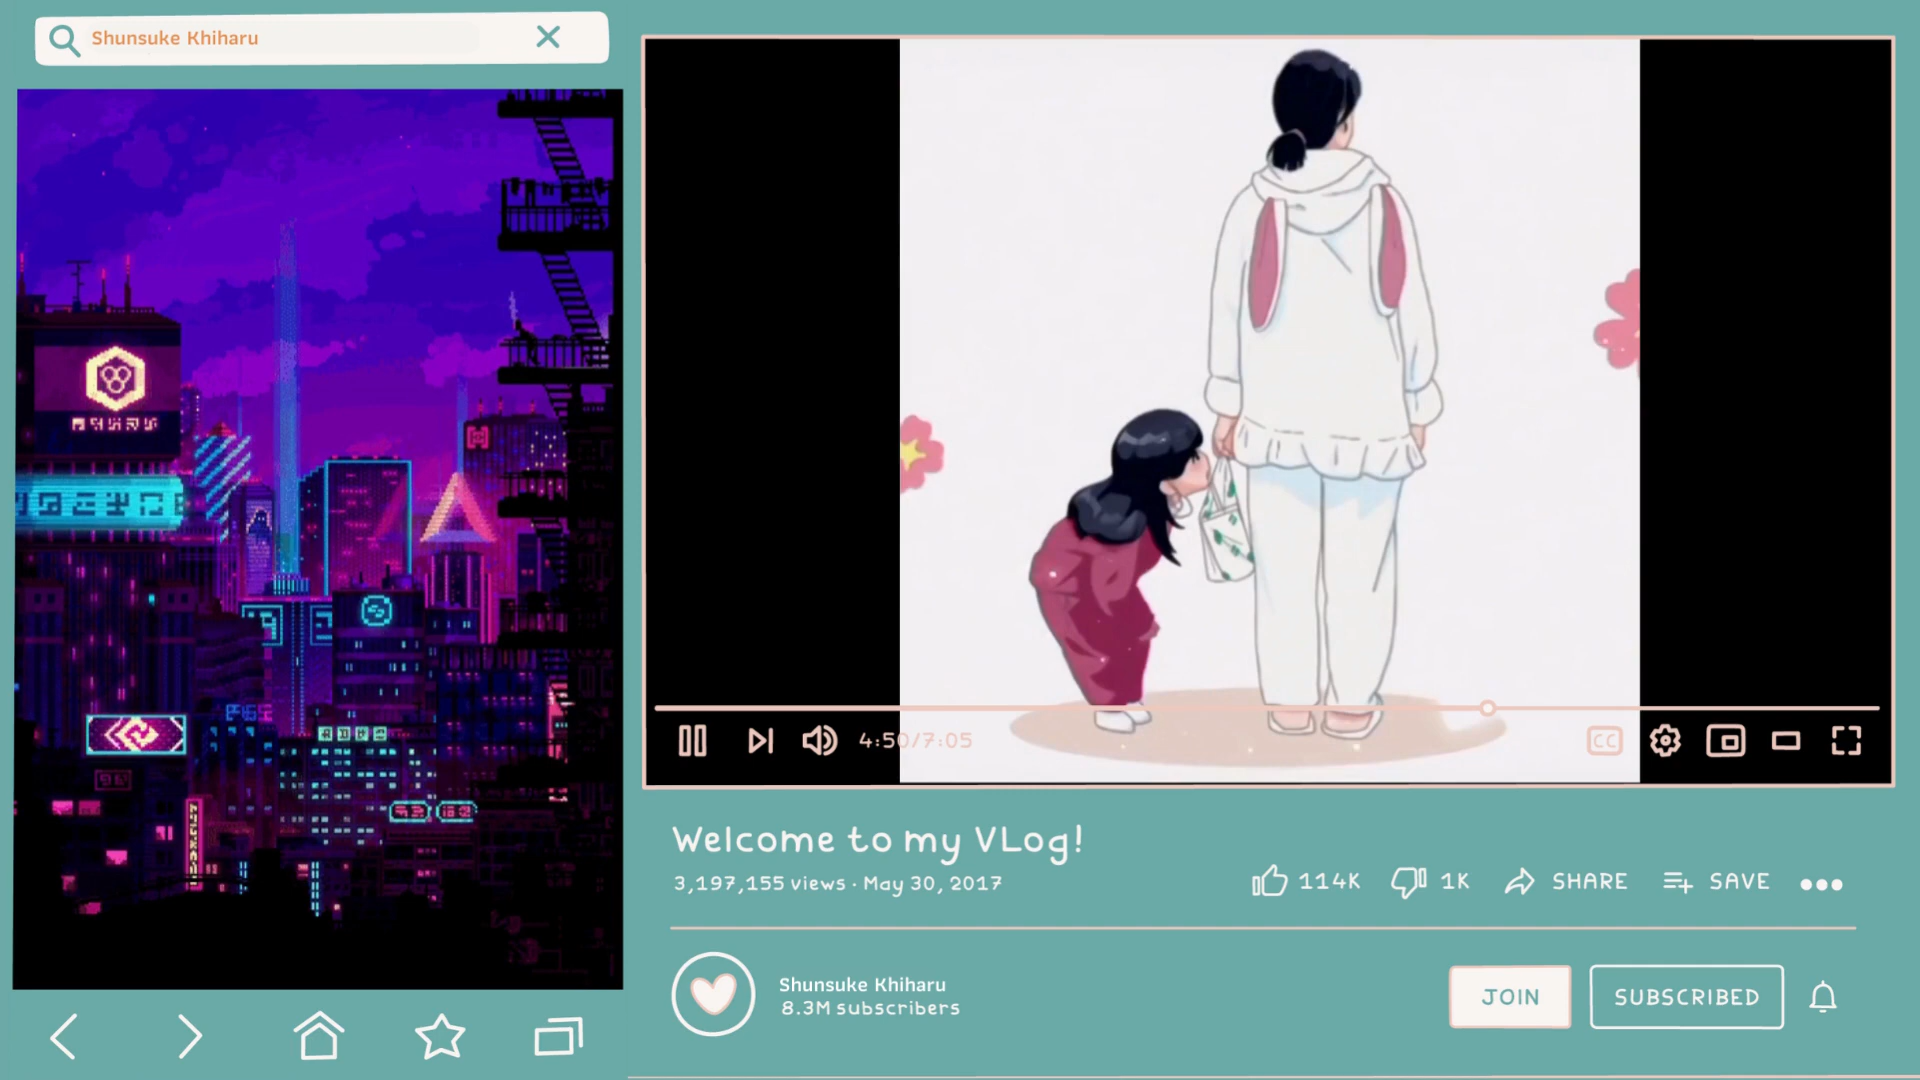 Shunsuke Khiharu
4:50/7:05
CC
Welcome to my VLog!
3,197,155 views · May 30, 2017
114K
1K
SHARE
SAVE
Shunsuke Khiharu
8.3M subscribers
JOIN
SUBSCRIBED